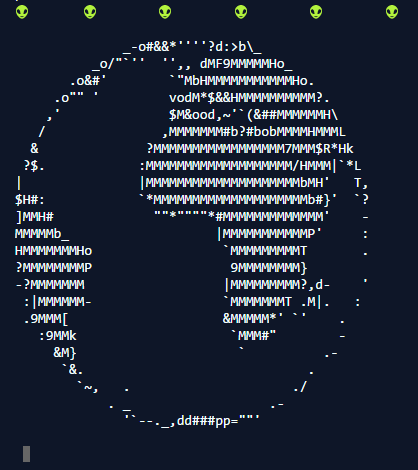 👽 👽 👽 👽 👽 👽
              _-o#&&*''''?d:>b\_
          _o/"`''  '',, dMF9MMMMMHo_
       .o&#'        `"MbHMMMMMMMMMMMHo.
     .o"" '         vodM*$&&HMMMMMMMMMM?.
    ,'              $M&ood,~'`(&##MMMMMMH\
   /               ,MMMMMMM#b?#bobMMMMHMMML
  &              ?MMMMMMMMMMMMMMMMM7MMM$R*Hk
 ?$.            :MMMMMMMMMMMMMMMMMMM/HMMM|`*L
|               |MMMMMMMMMMMMMMMMMMMMbMH'   T,
$H#:            `*MMMMMMMMMMMMMMMMMMMMb#}'  `?
]MMH#             ""*""""*#MMMMMMMMMMMMM'    -
MMMMMb_                   |MMMMMMMMMMMP'     :
HMMMMMMMHo                 `MMMMMMMMMT       .
?MMMMMMMMP                  9MMMMMMMM}
-?MMMMMMM                  |MMMMMMMMM?,d-    '
 :|MMMMMM-                 `MMMMMMMT .M|.   :
 .9MMM[                    &MMMMM*' `'    .
   :9MMk                    `MMM#"        -
     &M}                     `          .-
      `&.                             .
        `~,   .                     ./
            . _                  .-
              '`--._,dd###pp=""'